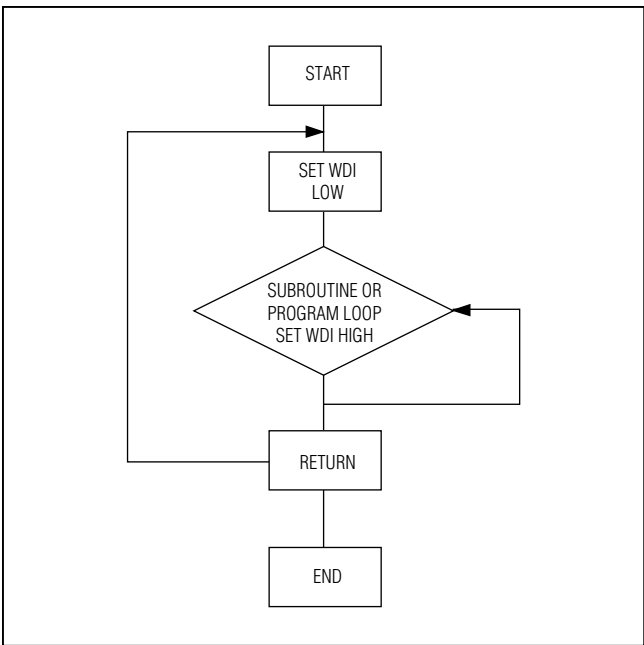 START
SET WDI
LOW
SUBROUTINE OR
PROGRAM LOOP
SET WDI HIGH
RETURN
END